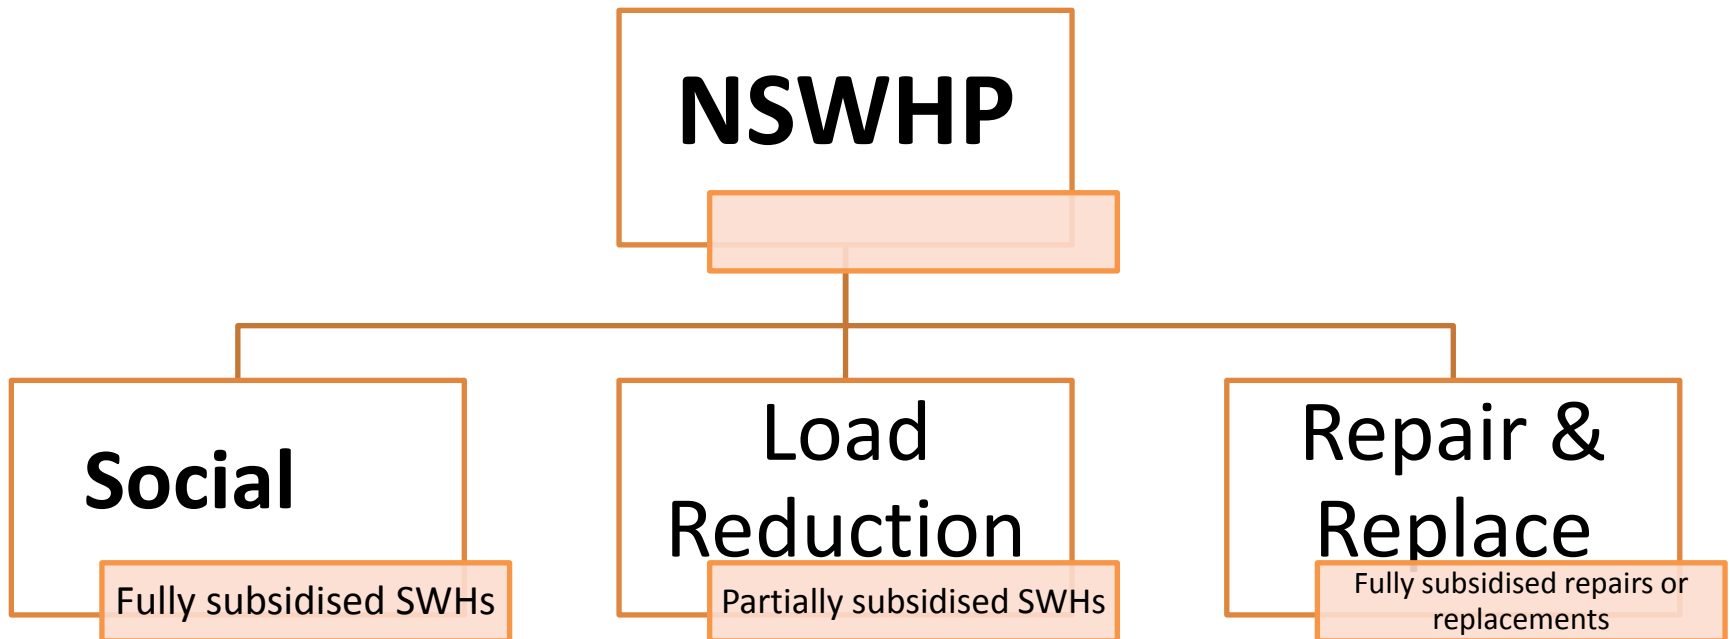 NSWHP
Social
Fully subsidised SWHs
Load
Reduction
Partially subsidised SWHs
Repair &
Replace
Fully subsidised repairs or
replacements